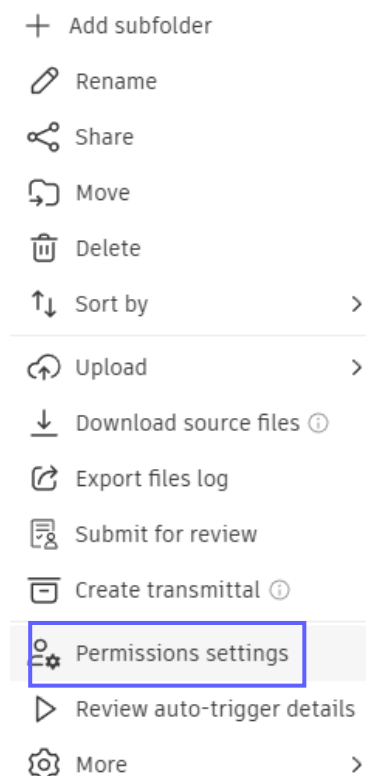 Add subfolder
Rename
Share
Move
Delete
Sort by
Upload
Download source files
Export files log
Submit for review
Create transmittal
Permissions settings
Review auto-trigger details
More